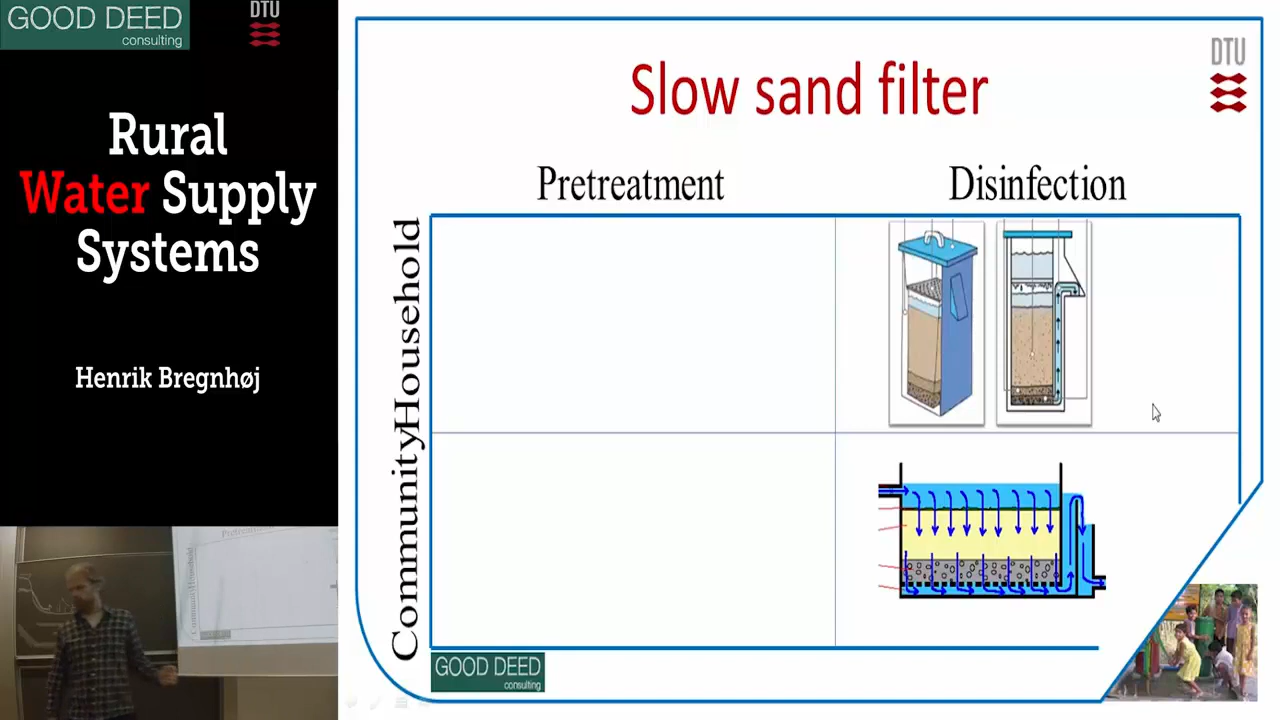 GOOD DEED
consulting
DTU
Rural
Water Supply
Systems
Henrik Bregnhøj
DTU
Slow sand filter
Pretreatment
Disinfection
Household
Community
GOOD DEED
consulting